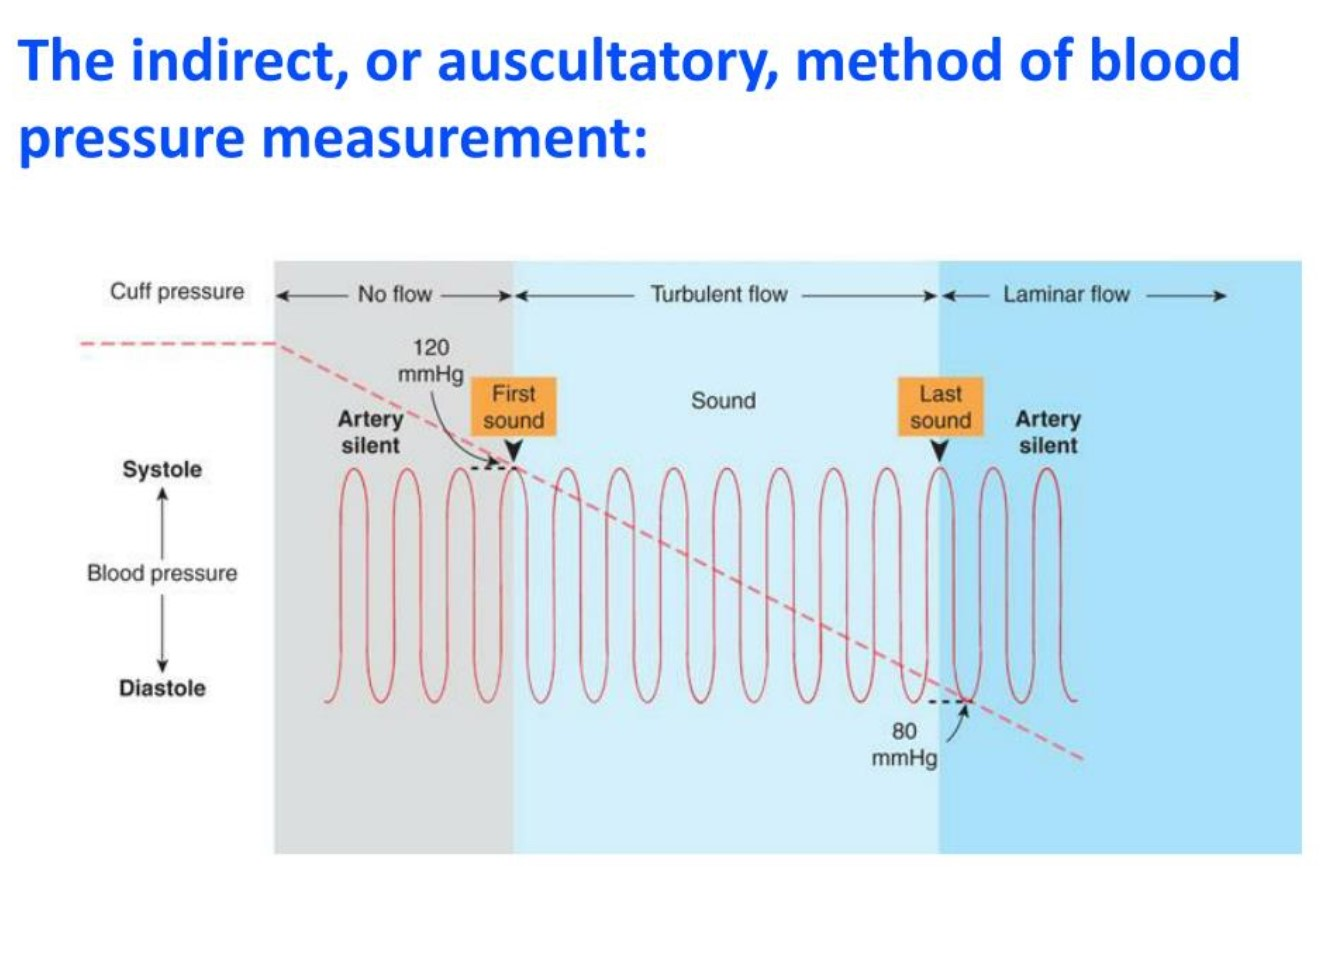 The indirect, or auscultatory, method of blood
pressure measurement:
Cuff pressure
No flow
Turbulent flow
Laminar flow
120
mmHg
First
sound
Sound
Last
sound
Artery
silent
Artery
silent
Systole
Blood pressure
Diastole
80
mmHg